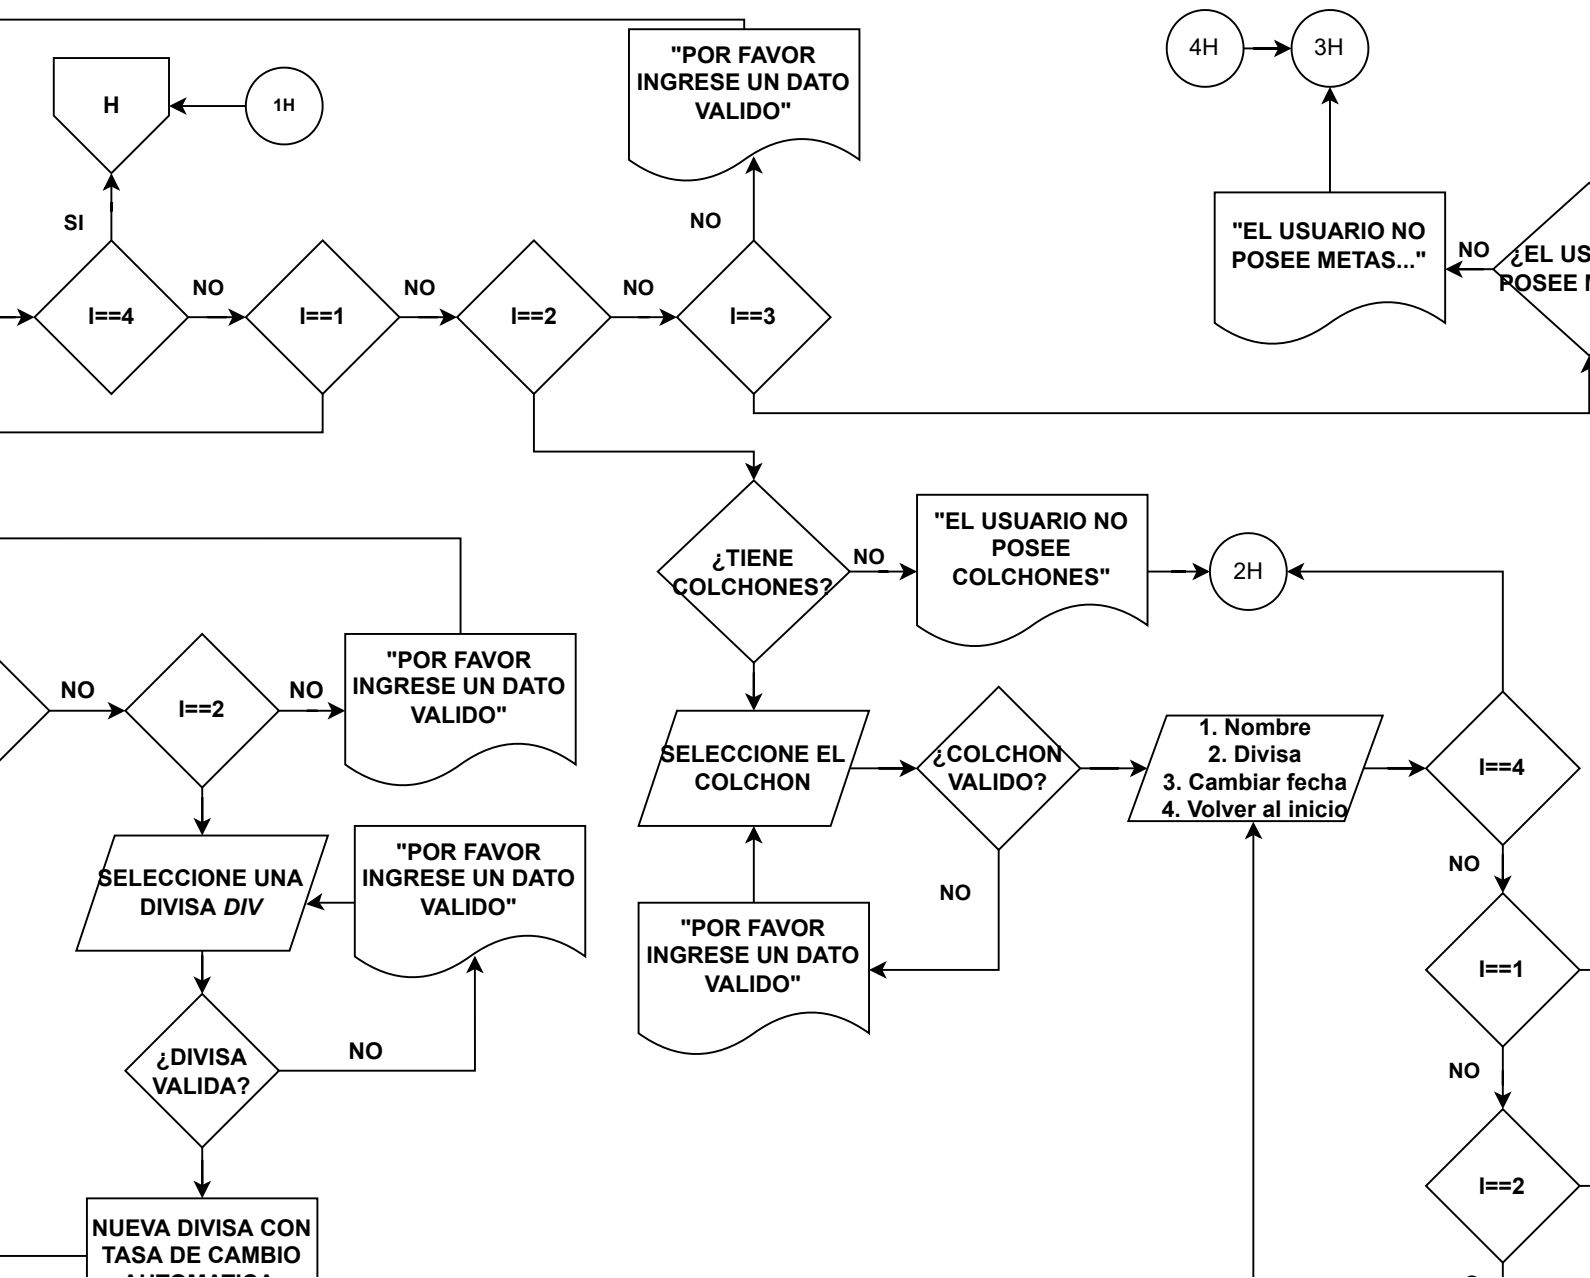 "POR FAVOR
INGRESE UN DATO
VALIDO"
4H
3H
H
1H
SI
NO
"EL USUARIO NO
POSEE METAS..."
NO
¿EL US
POSEE
I==4
NO
I==1
NO
I==2
NO
I==3
¿TIENE
COLCHONES?
NO
"EL USUARIO NO
POSEE
COLCHONES"
2H
NO
I==2
NO
"POR FAVOR
INGRESE UN DATO
VALIDO"
SELECCIONE EL
COLCHON
¿COLCHON
VALIDO?
1. Nombre
2. Divisa
3. Cambiar fecha
4. Volver al inicio
I==4
NO
SELECCIONE UNA
DIVISA DIV
"POR FAVOR
INGRESE UN DATO
VALIDO"
NO
"POR FAVOR
INGRESE UN DATO
VALIDO"
I==1
NO
¿DIVISA
VALIDA?
NO
I==2
NUEVA DIVISA CON
TASA DE CAMBIO
AUTOMATICA